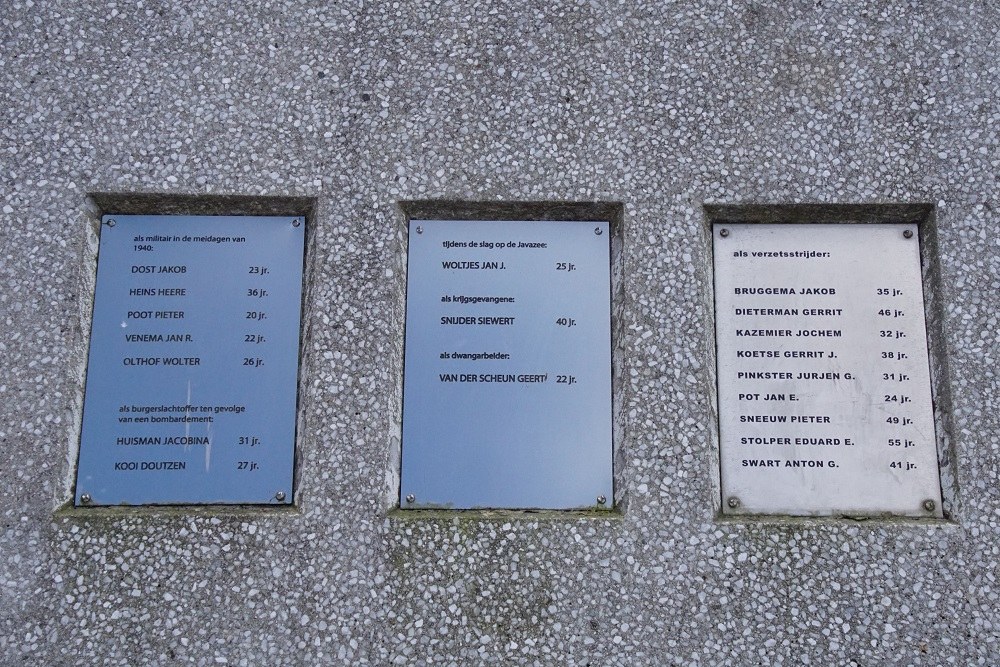 als militair in de meidagen van
1940:
DOST JAKOB 23 jr.
HEINS HEERE 36 jr.
POOT PIETER 20 jr.
VENEMA JAN R. 22 jr.
OLTHOF WOLTER 26 jr.
als burgerslachtoffer ten gevolge
van een bombardement:
HUISMAN JACOBINA 31 jr.
KOOI DOUTZEN 27 jr.
tijdens de slag op de Javazee:
WOLTJES JAN J. 25 jr.
als krijgsgevangene:
SNIJDER SIEWERT 40 jr.
als dwangarbeider:
VAN DER SCHEUN GEERT 22 jr.
als verzetsstrijder:
BRUGGEMA JAKOB 35 jr.
DIETERMAN GERRIT 46 jr.
KAZEMIER JOCHEM 32 jr.
KOETSE GERRIT J. 38 jr.
PINKSTER JURJEN G. 31 jr.
POT JAN E. 24 jr.
SNEEUW PIETER 49 jr.
STOLPER EDUARD E. 55 jr.
SWART ANTON G. 41 jr.